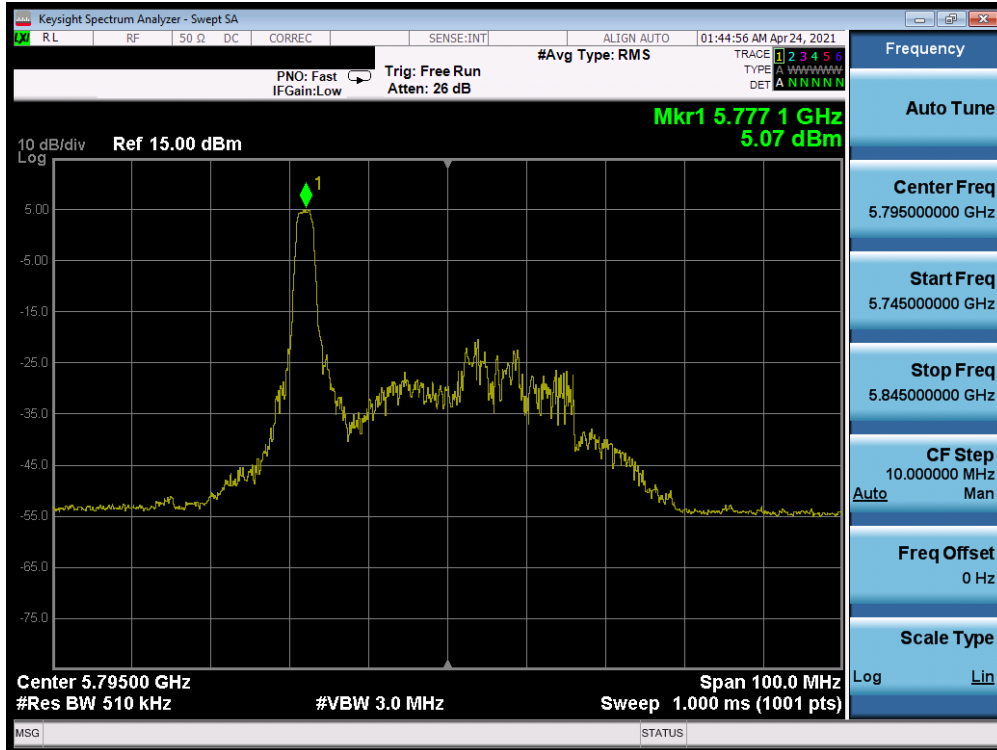 Keysight Spectrum Analyzer - Swept SA
LXI RL RF 50 Ω DC CORREC SENSE:INT ALIGN AUTO 01:44:56 AM Apr 24, 2021
#Avg Type: RMS
TRACE 1 2 3 4 5 6
TYPE A WWWWW
DET A N N N N N
PNO: Fast Trig: Free Run
IFGain:Low Atten: 26 dB
Mkr1 5.777 1 GHz
5.07 dBm
10 dB/div Ref 15.00 dBm
Log
1
5.00
-5.00
-15.0
-25.0
-35.0
-45.0
-55.0
-65.0
-75.0
Center 5.79500 GHz Span 100.0 MHz
#Res BW 510 kHz #VBW 3.0 MHz Sweep 1.000 ms (1001 pts)
MSG STATUS
Frequency
Auto Tune
Center Freq
5.795000000 GHz
Start Freq
5.745000000 GHz
Stop Freq
5.845000000 GHz
CF Step
10.000000 MHz
Auto Man
Freq Offset
0 Hz
Scale Type
Log Lin